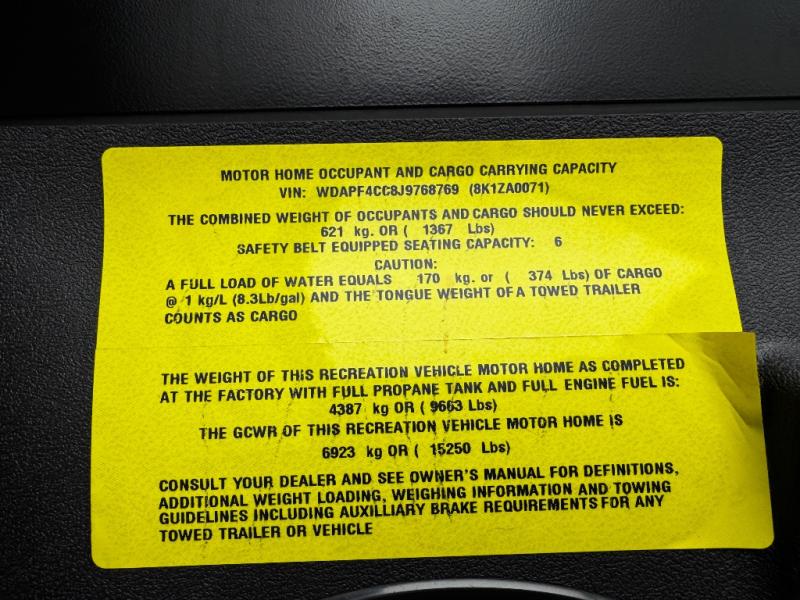 MOTOR HOME OCCUPANT AND CARGO CARRYING CAPACITY
VIN: WDAPF4CC8J9768769 (8K1ZA0071)
THE COMBINED WEIGHT OF OCCUPANTS AND CARGO SHOULD NEVER EXCEED:
621 kg. OR ( 1367 Lbs)
SAFETY BELT EQUIPPED SEATING CAPACITY: 6
CAUTION:
A FULL LOAD OF WATER EQUALS 170 kg. or ( 374 Lbs) OF CARGO
@ 1 kg/L (8.3Lb/gal) AND THE TONGUE WEIGHT OF A TOWED TRAILER
COUNTS AS CARGO
THE WEIGHT OF THIS RECREATION VEHICLE MOTOR HOME AS COMPLETED
AT THE FACTORY WITH FULL PROPANE TANK AND FULL ENGINE FUEL IS:
4387 kg OR ( 9663 Lbs)
THE GCWR OF THIS RECREATION VEHICLE MOTOR HOME IS
6923 kg OR ( 15250 Lbs)
CONSULT YOUR DEALER AND SEE OWNER'S MANUAL FOR DEFINITIONS,
ADDITIONAL WEIGHT LOADING, WEIGHING INFORMATION AND TOWING
GUIDELINES INCLUDING AUXILLIARY BRAKE REQUIREMENTS FOR ANY
TOWED TRAILER OR VEHICLE